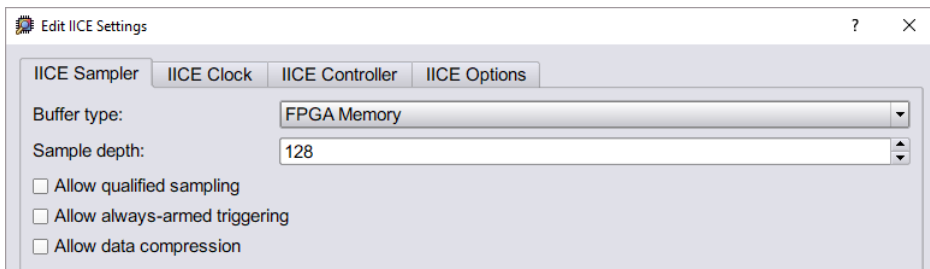 Edit IICE Settings ?
IICE Sampler IICE Clock IICE Controller IICE Options
Buffer type: FPGA Memory
Sample depth: 128
Allow qualified sampling
Allow always-armed triggering
Allow data compression